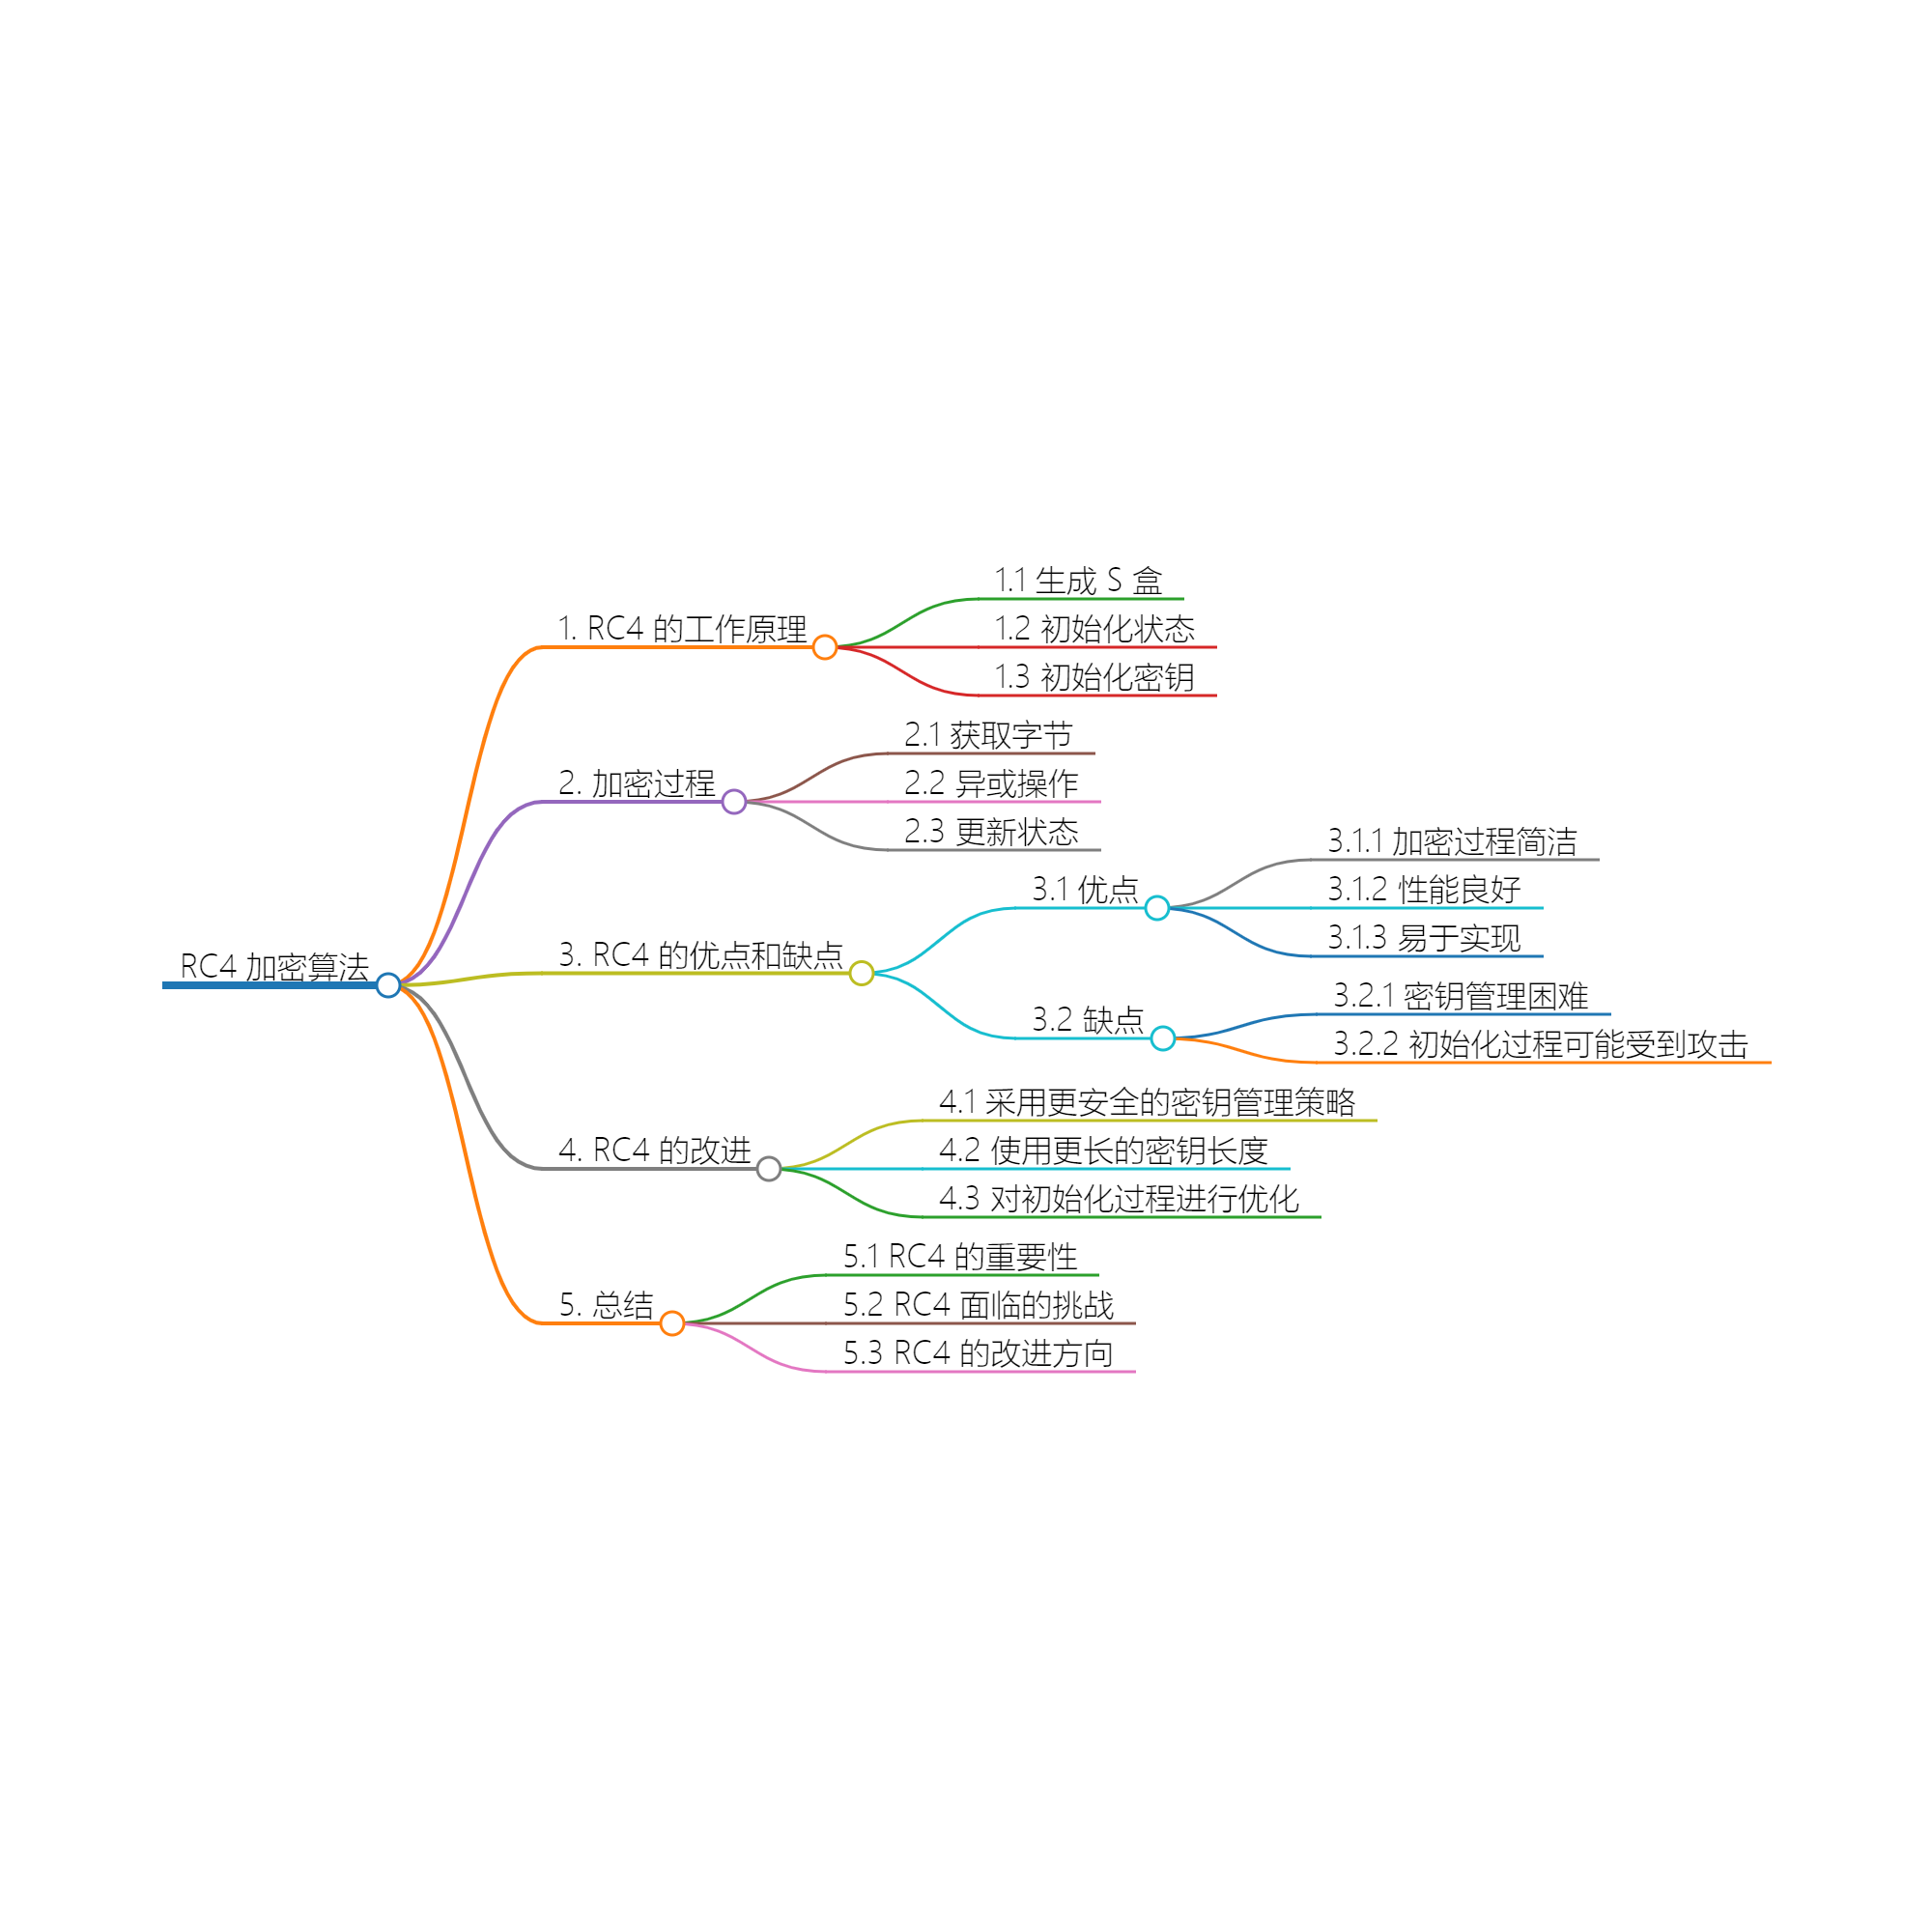 RC4 加密算法
1. RC4 的工作原理
1.1 生成 S 盒
1.2 初始化状态
1.3 初始化密钥
2. 加密过程
2.1 获取字节
2.2 异或操作
2.3 更新状态
3. RC4 的优点和缺点
3.1 优点
3.1.1 加密过程简洁
3.1.2 性能良好
3.1.3 易于实现
3.2 缺点
3.2.1 密钥管理困难
3.2.2 初始化过程可能受到攻击
4. RC4 的改进
4.1 采用更安全的密钥管理策略
4.2 使用更长的密钥长度
4.3 对初始化过程进行优化
5. 总结
5.1 RC4 的重要性
5.2 RC4 面临的挑战
5.3 RC4 的改进方向